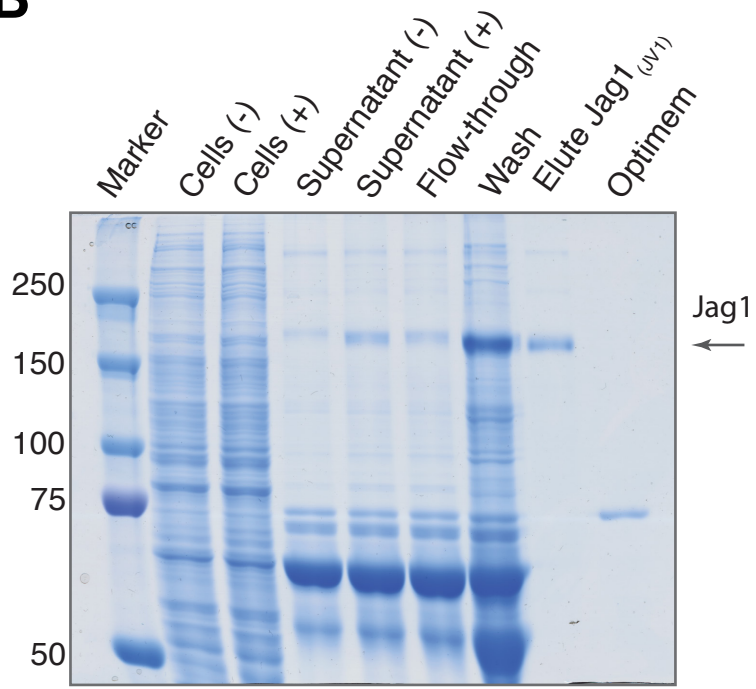 B
Marker
Cells (-)
Cells (+)
Supernatant (-)
Supernatant (+)
Flow-through
Wash
Elute Jag1 (JV1)
Optimem
250
Jag1
150
100
75
50